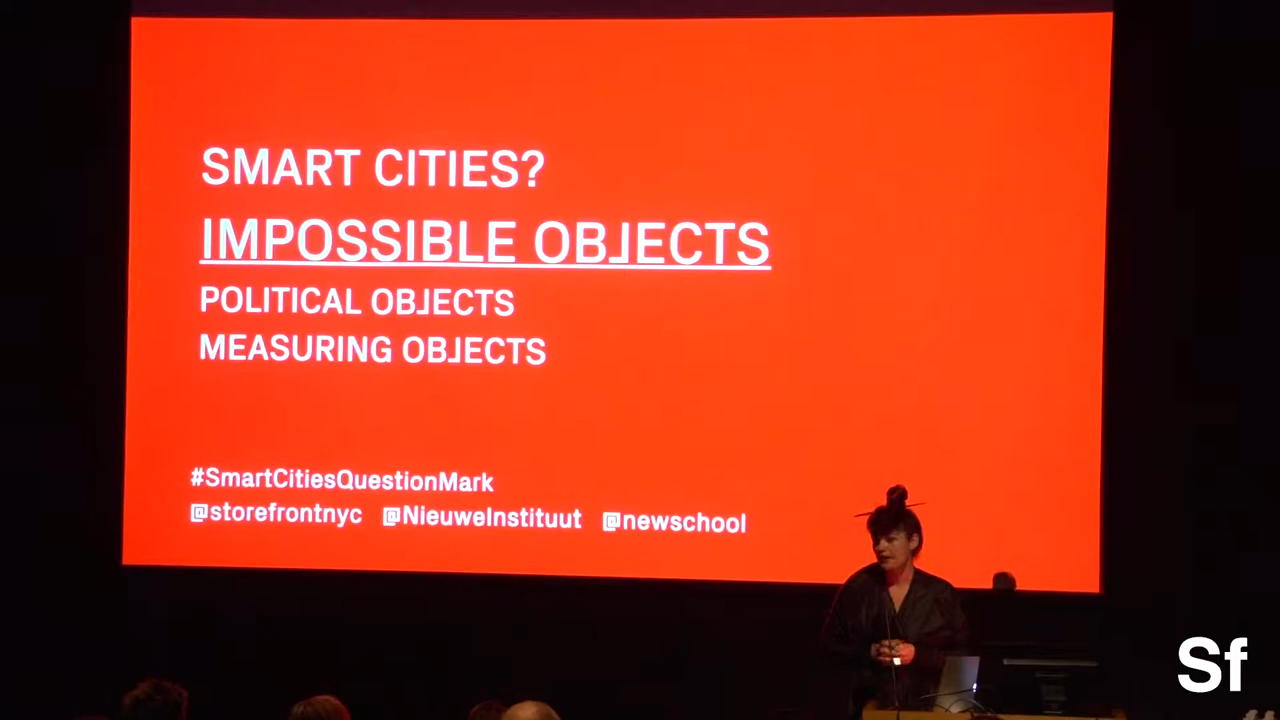 SMART CITIES?
IMPOSSIBLE OBJECTS
POLITICAL OBJECTS
MEASURING OBJECTS
#SmartCitiesQuestionMark
@storefrontnyc @NieuweInstituut @newschool
Sf